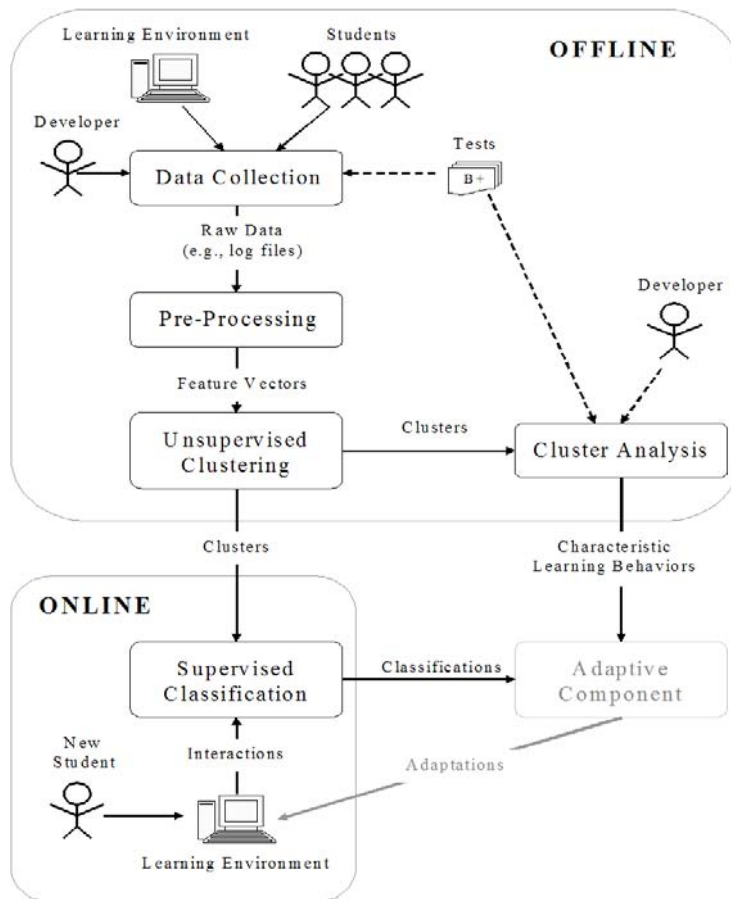 Learning Environment
Students
OFFLINE
Developer
Tests
Data Collection
B+
Raw Data
(e.g., log files)
Developer
Pre-Processing
Feature Vectors
Unsupervised
Clustering
Clusters
Cluster Analysis
Clusters
Characteristic
Learning Behaviors
ONLINE
Supervised
Classification
Classifications
Adaptive
Component
New
Student
Interactions
Adaptations
Learning Environment